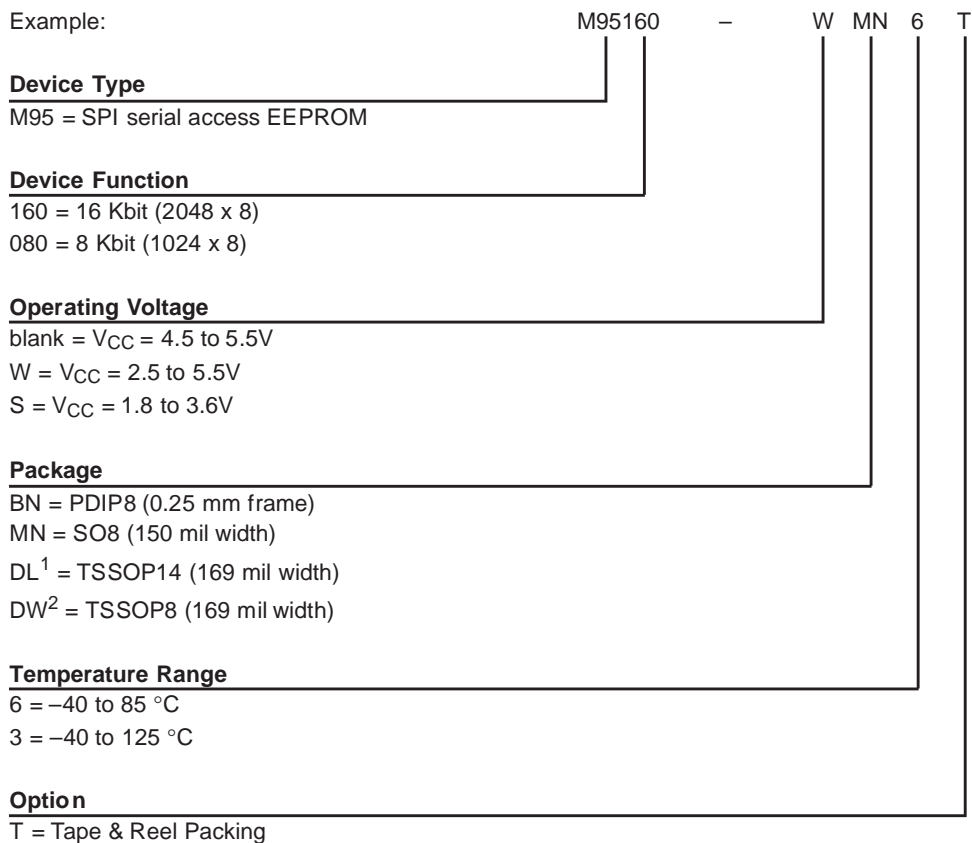 Example: M95160 – W MN 6 T
Device Type
M95 = SPI serial access EEPROM
Device Function
160 = 16 Kbit (2048 x 8)
080 = 8 Kbit (1024 x 8)
Operating Voltage
blank = VCC = 4.5 to 5.5V
W = VCC = 2.5 to 5.5V
S = VCC = 1.8 to 3.6V
Package
BN = PDIP8 (0.25 mm frame)
MN = SO8 (150 mil width)
DL1 = TSSOP14 (169 mil width)
DW2 = TSSOP8 (169 mil width)
Temperature Range
6 = –40 to 85 °C
3 = –40 to 125 °C
Option
T = Tape & Reel Packing